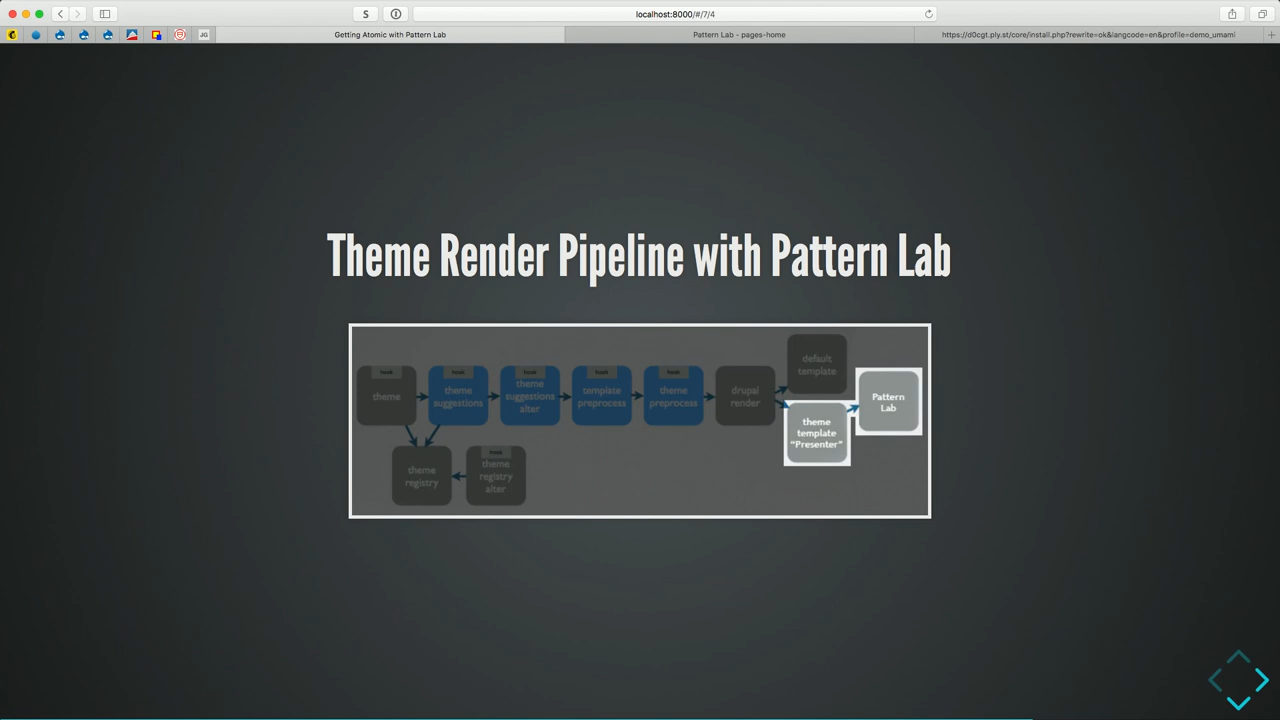 S
localhost:8000/#/7/4
JG
Getting Atomic with Pattern Lab
Pattern Lab - pages-home
https://d0cgt.ply.st/core/install.php?rewrite=ok&langcode=en&profile=demo_umami
Theme Render Pipeline with Pattern Lab
hook
theme
hook
theme
suggestions
hook
theme
suggestions
alter
hook
template
preprocess
hook
theme
preprocess
drupal
render
default
template
theme
template
“Presenter”
Pattern
Lab
theme
registry
hook
theme
registry
alter